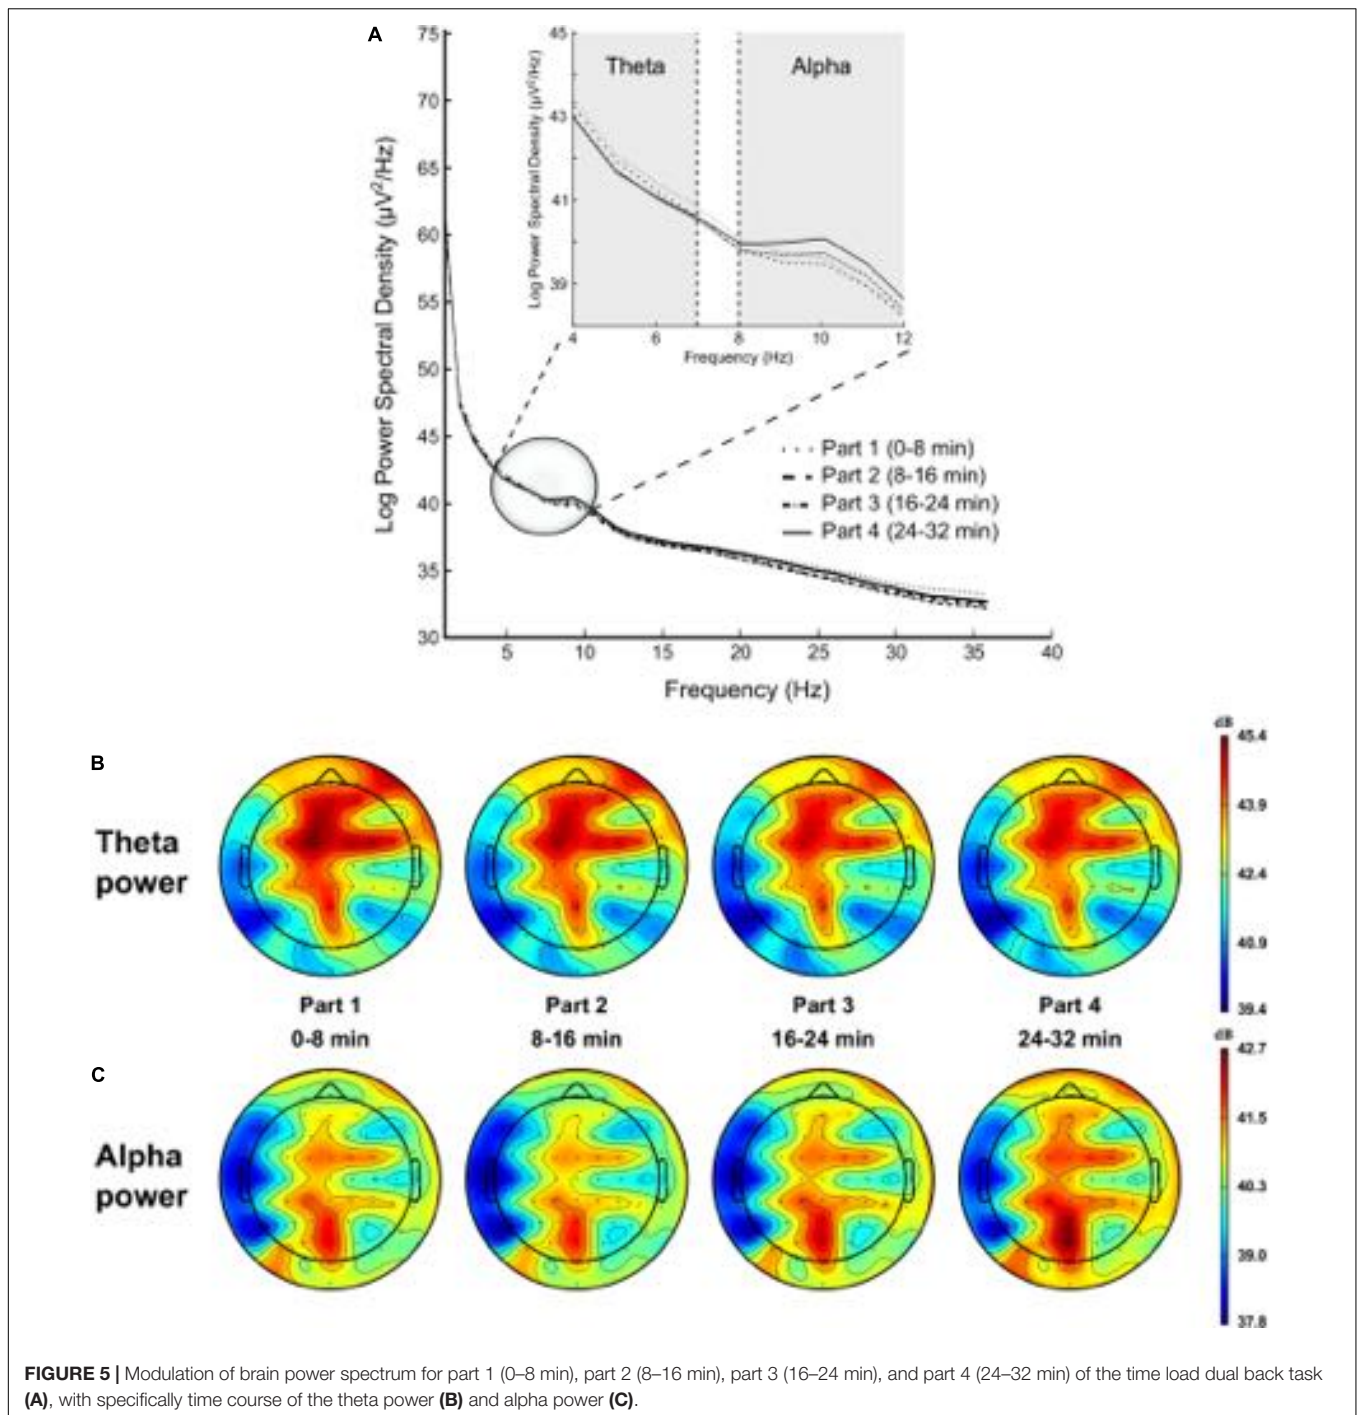 A
75
70
65
60
55
50
45
40
35
30
Log Power Spectral Density (µV²/Hz)
5
10
15
20
25
30
35
40
Frequency (Hz)
45
43
41
39
Log Power Spectral Density (µV²/Hz)
Theta
Alpha
4
6
8
10
12
Frequency (Hz)
Part 1 (0-8 min)
Part 2 (8-16 min)
Part 3 (16-24 min)
Part 4 (24-32 min)
B
Theta
power
dB
45.4
43.9
42.4
40.9
39.4
Part 1
0-8 min
Part 2
8-16 min
Part 3
16-24 min
Part 4
24-32 min
C
Alpha
power
dB
42.7
41.5
40.3
39.0
37.8
FIGURE 5 | Modulation of brain power spectrum for part 1 (0–8 min), part 2 (8–16 min), part 3 (16–24 min), and part 4 (24–32 min) of the time load dual back task
(A), with specifically time course of the theta power (B) and alpha power (C).